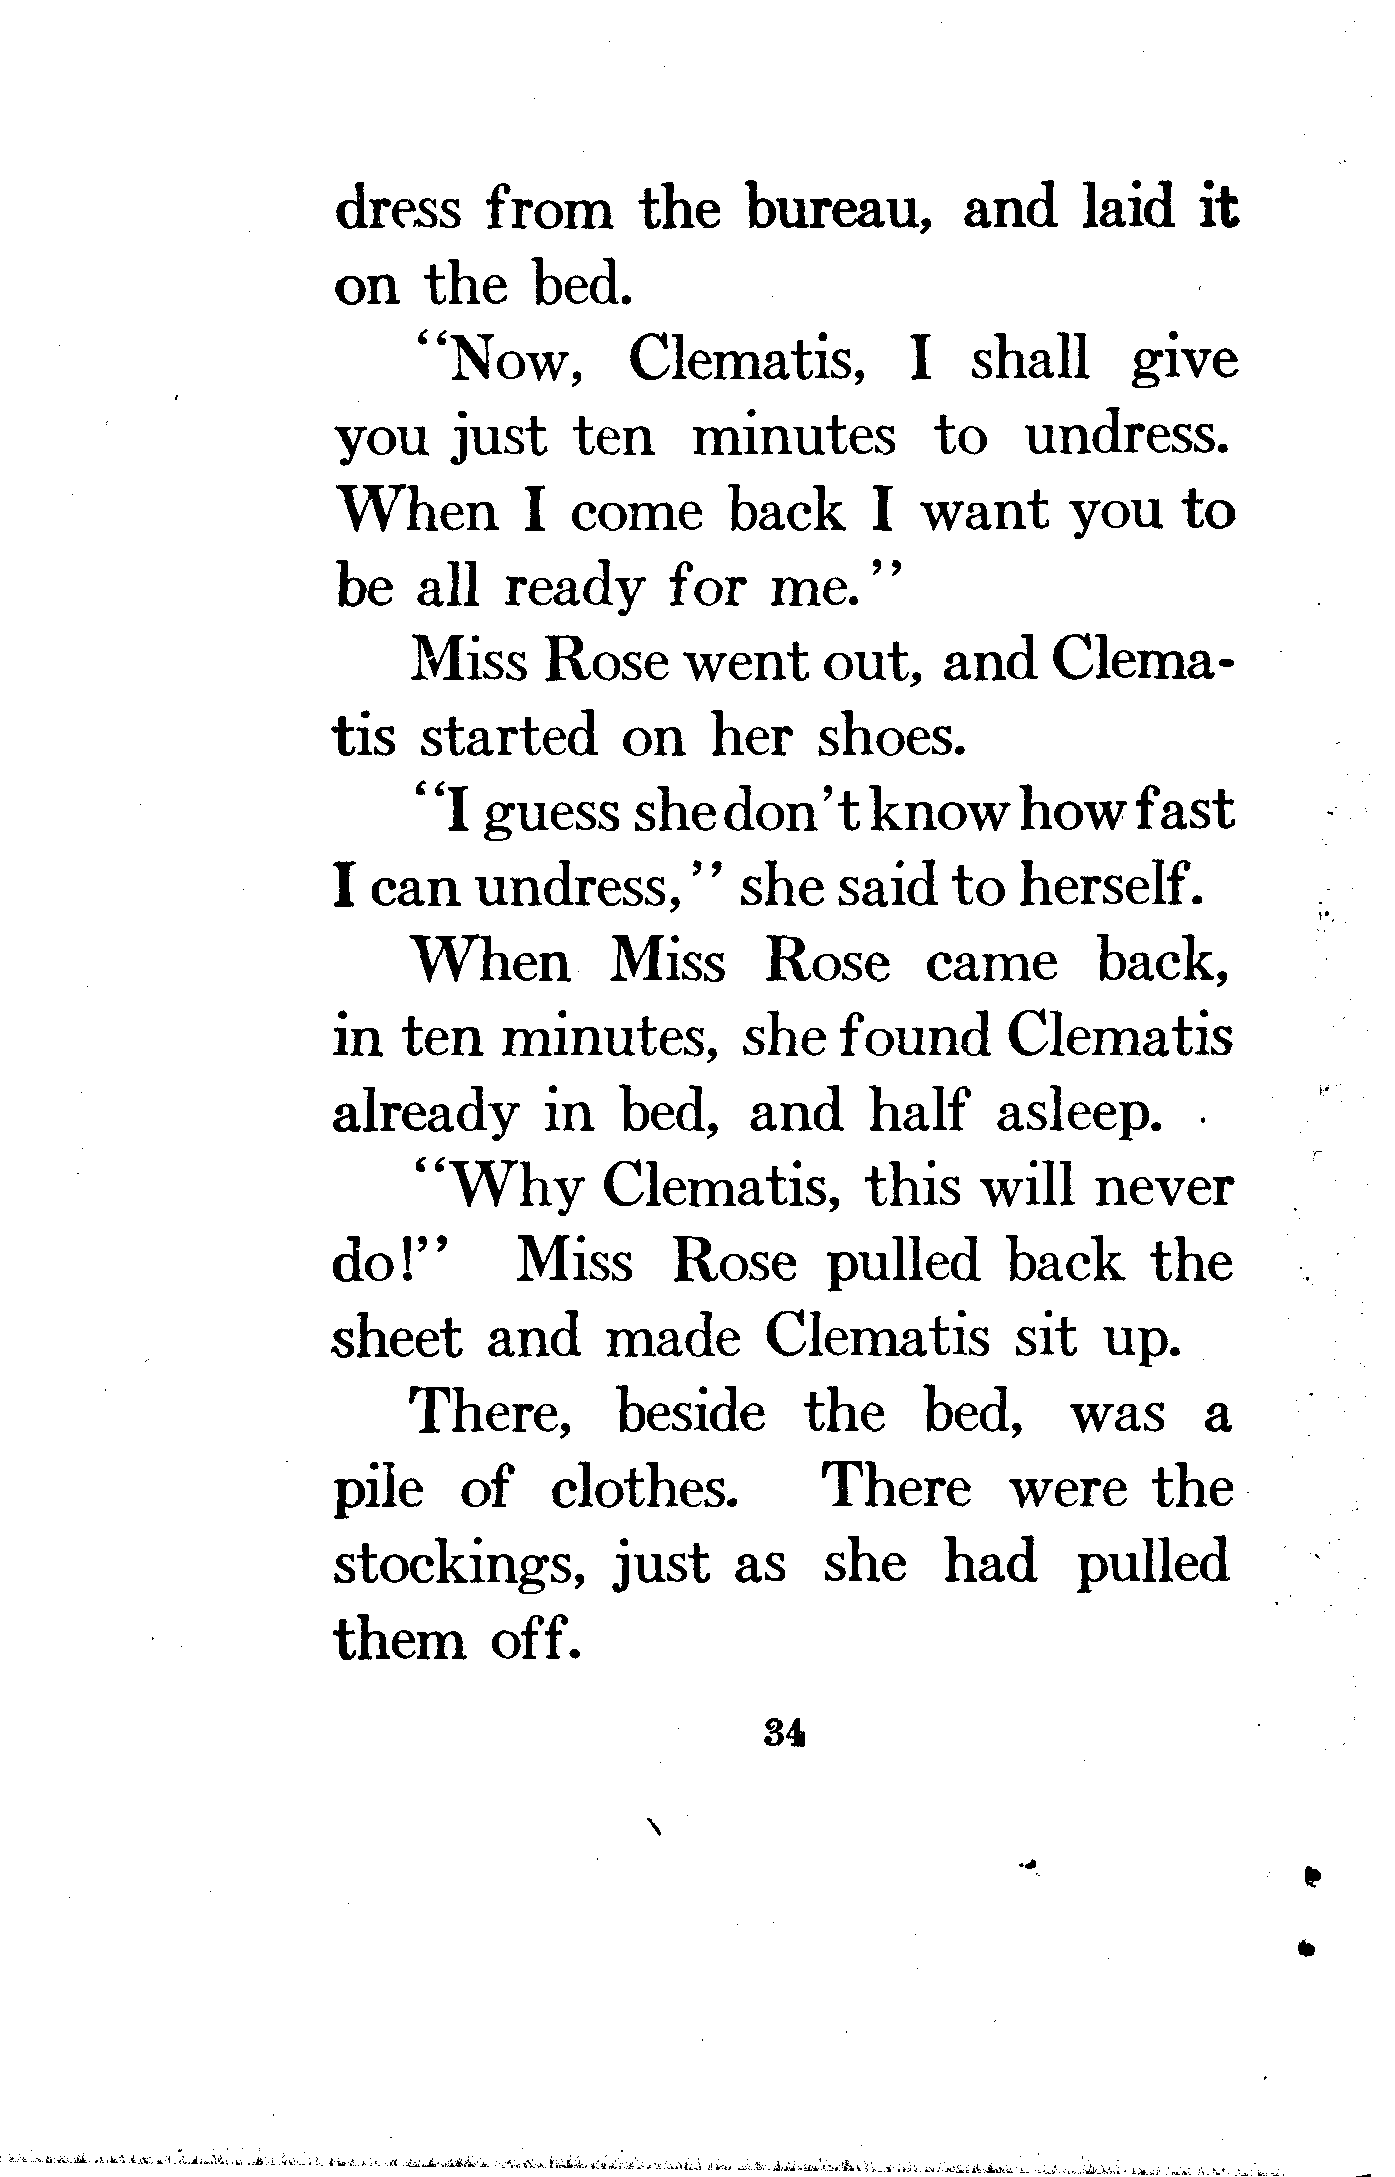 dress from the bureau, and laid it
on the bed.
"Now, Clematis, I shall give
you just ten minutes to undress.
When I come back I want you to
be all ready for me."
Miss Rose went out, and Clema-
tis started on her shoes.
"I guess she don't know how fast
I can undress," she said to herself.
When Miss Rose came back,
in ten minutes, she found Clematis
already in bed, and half asleep.
"Why Clematis, this will never
do!" Miss Rose pulled back the
sheet and made Clematis sit up.
There, beside the bed, was a
pile of clothes. There were the
stockings, just as she had pulled
them off.
34